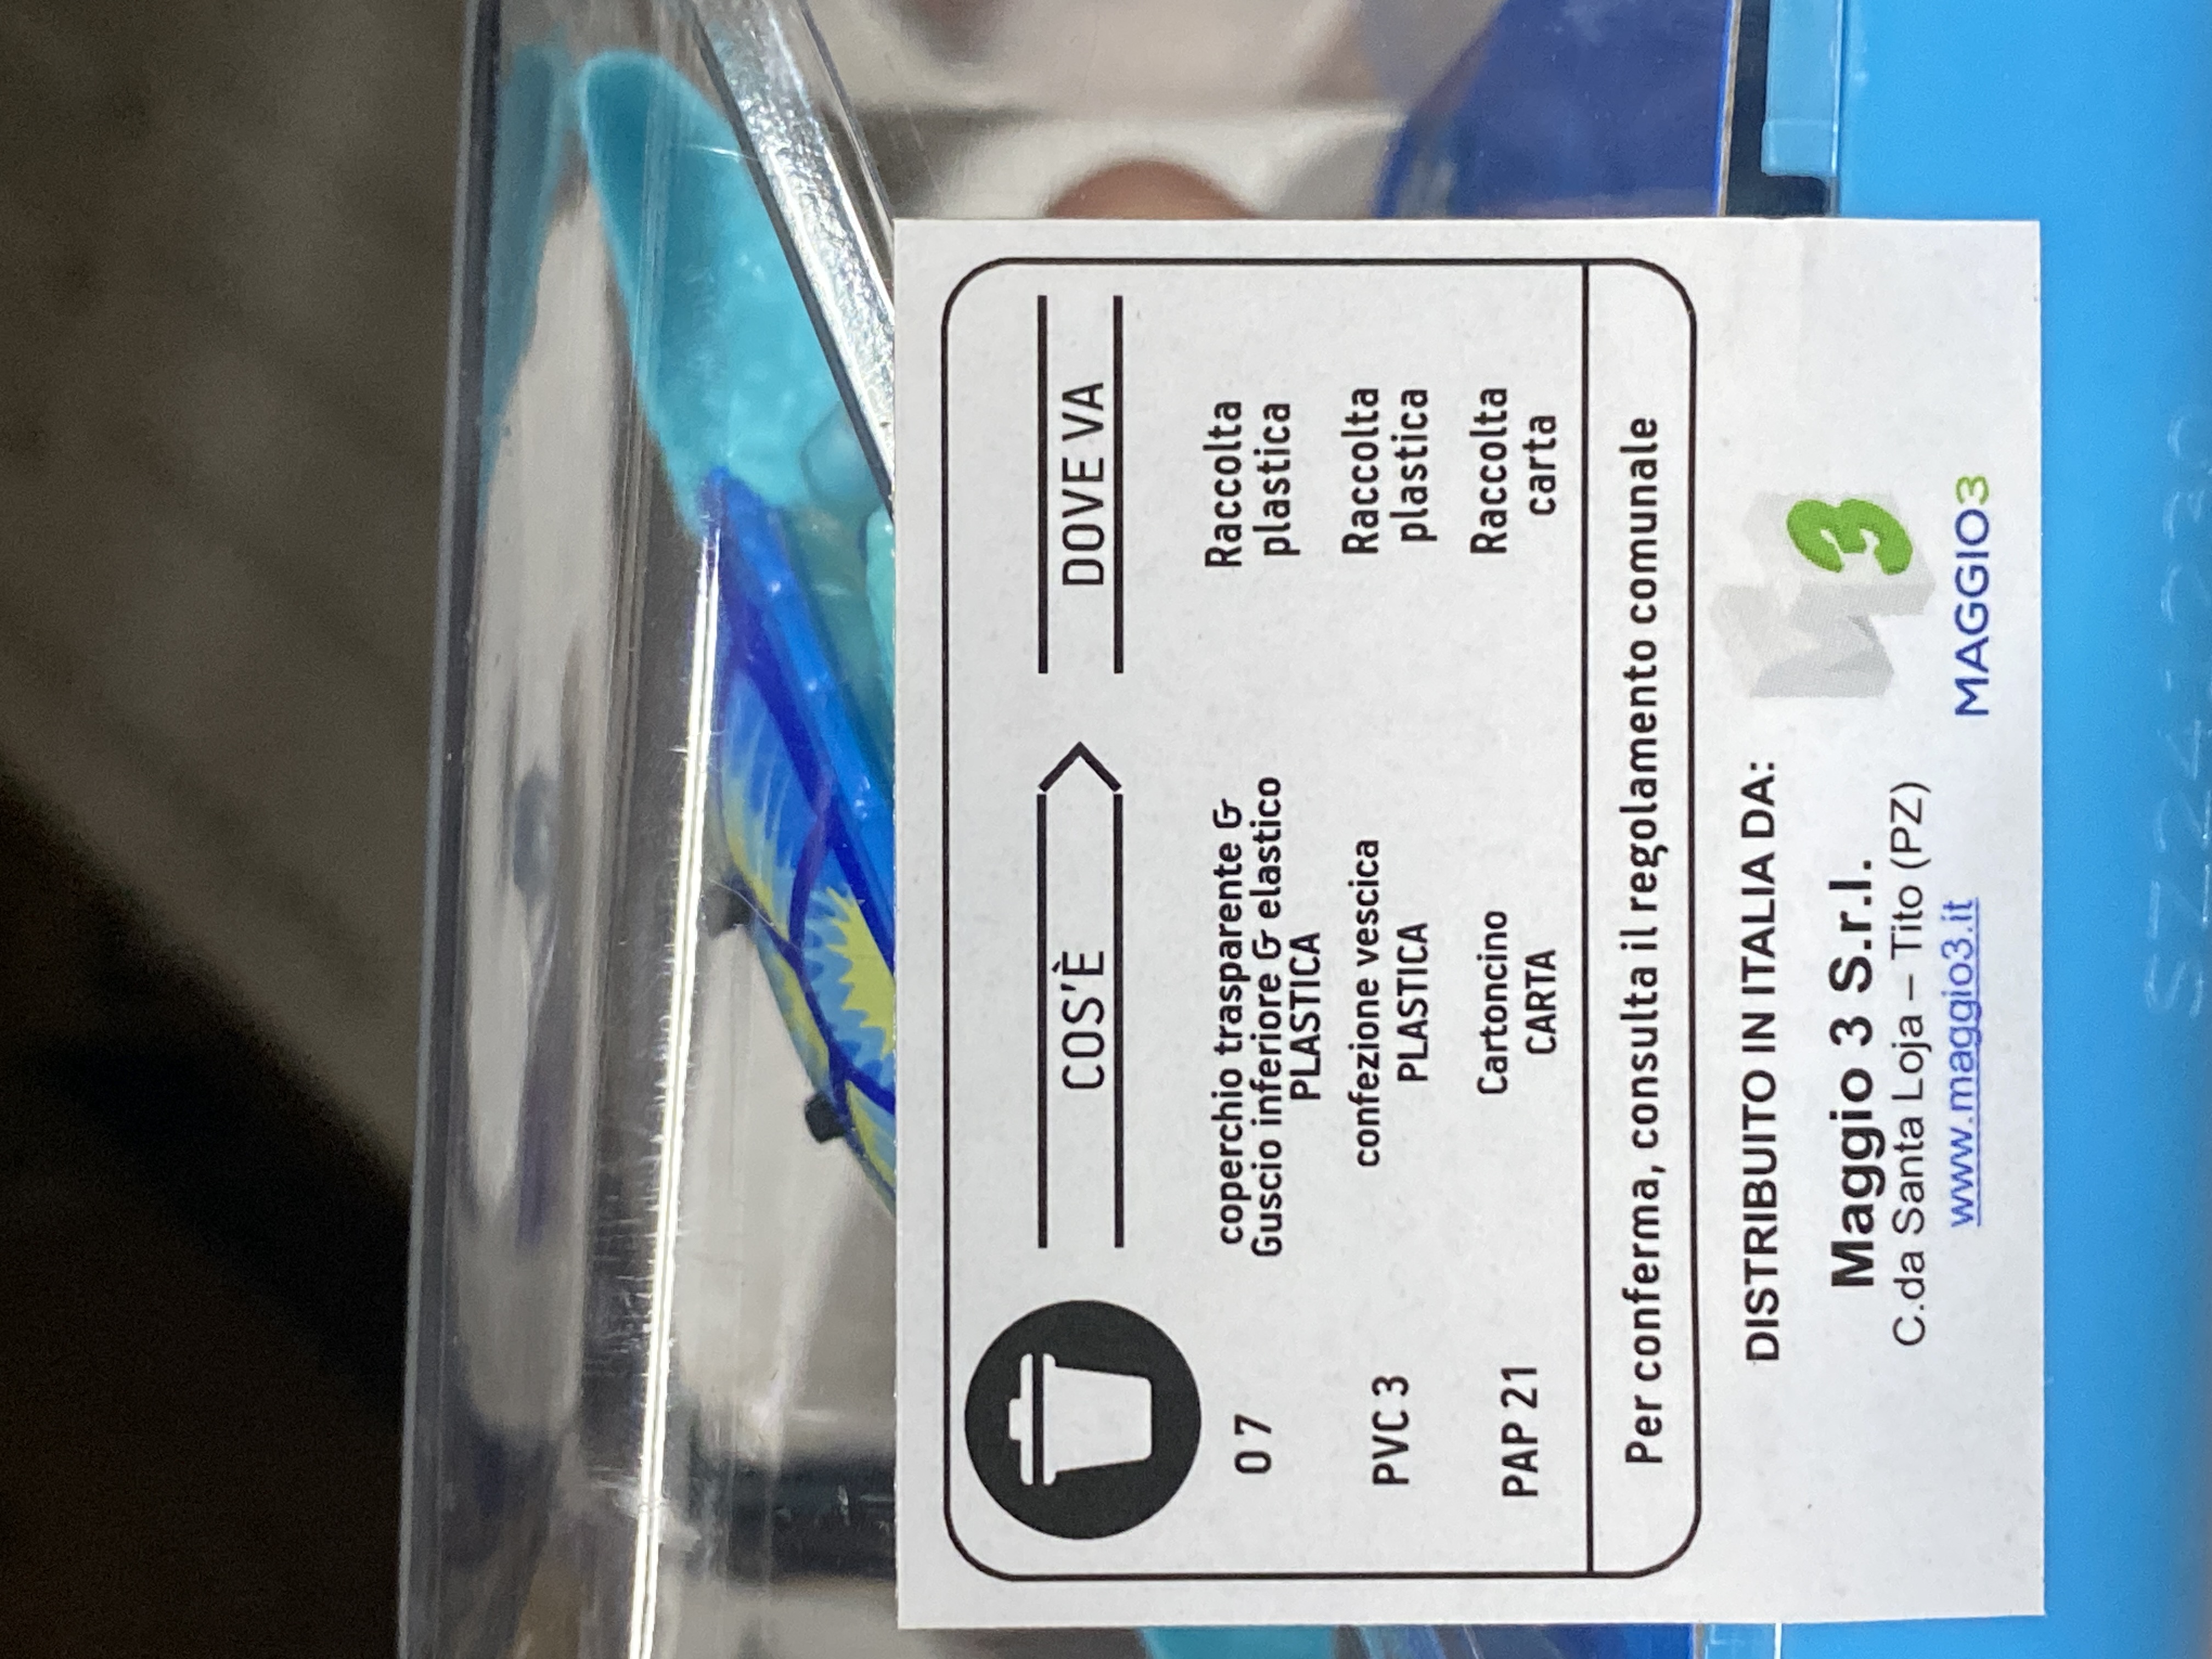 COS'È
DOVE VA
0 7
coperchio trasparente &
Guscio inferiore & elastico
PLASTICA
Raccolta
plastica
PVC 3
confezione vescica
PLASTICA
Raccolta
plastica
PAP 21
Cartoncino
CARTA
Raccolta
carta
Per conferma, consulta il regolamento comunale
DISTRIBUITO IN ITALIA DA:
Maggio 3 S.r.l.
C.da Santa Loja – Tito (PZ)
www.maggio3.it
M3
MAGGIO3